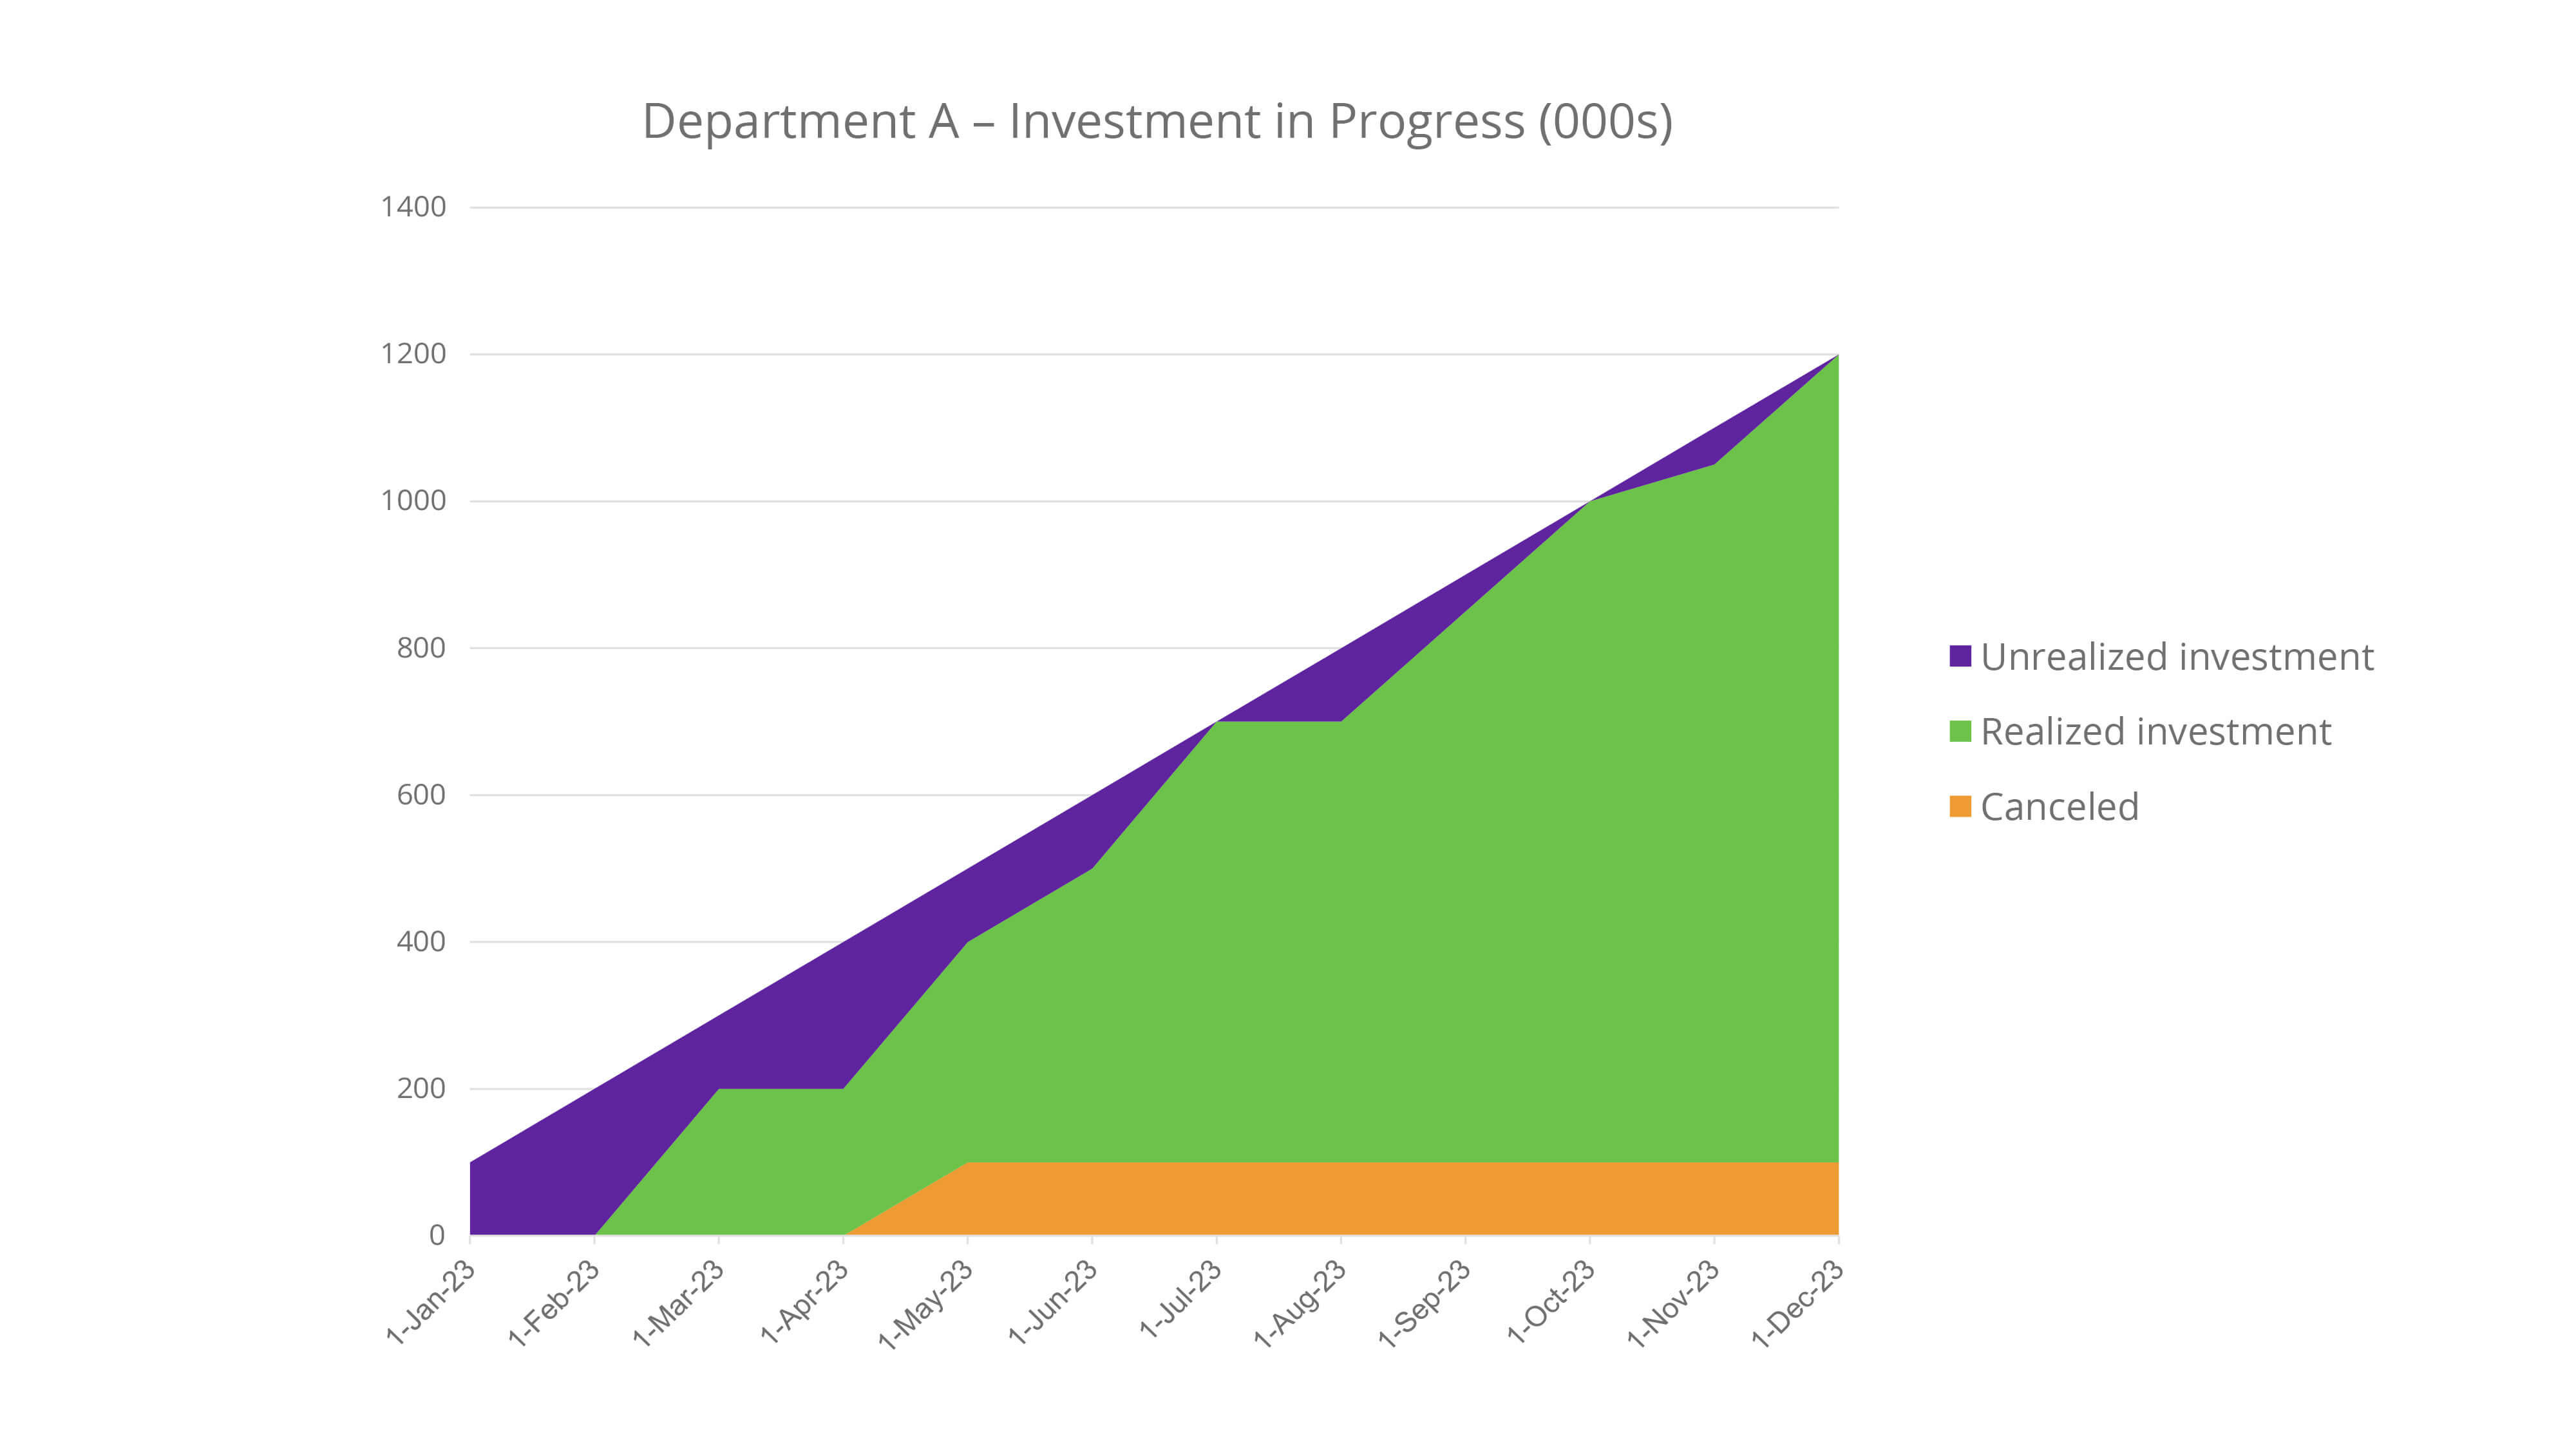 Department A – Investment in Progress (000s)
1400
1200
1000
800
600
400
200
0
1-Jan-23
1-Feb-23
1-Mar-23
1-Apr-23
1-May-23
1-Jun-23
1-Jul-23
1-Aug-23
1-Sep-23
1-Oct-23
1-Nov-23
1-Dec-23
Unrealized investment
Realized investment
Canceled